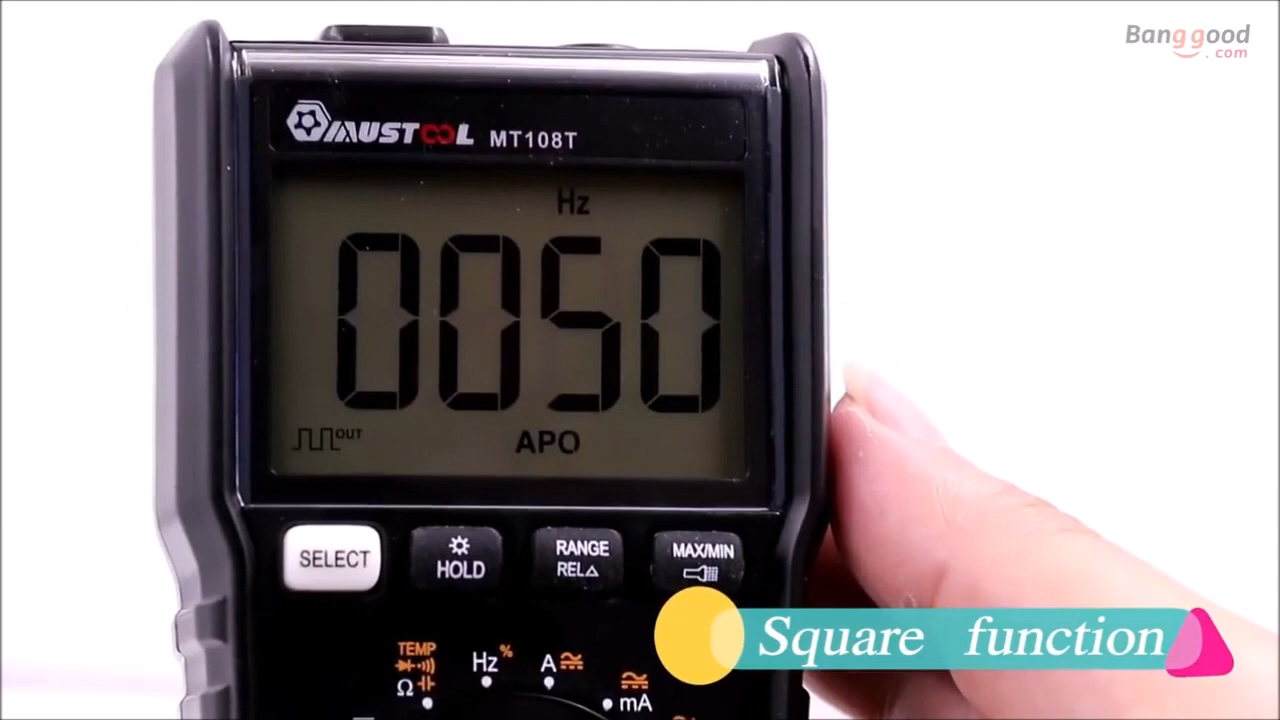 Banggood
.com
MUSTOOL MT108T
Hz
0050
OUT
APO
SELECT
HOLD
RANGE
REL△
MAX/MIN
TEMP
Hz %
A
Ω
mA
Square function